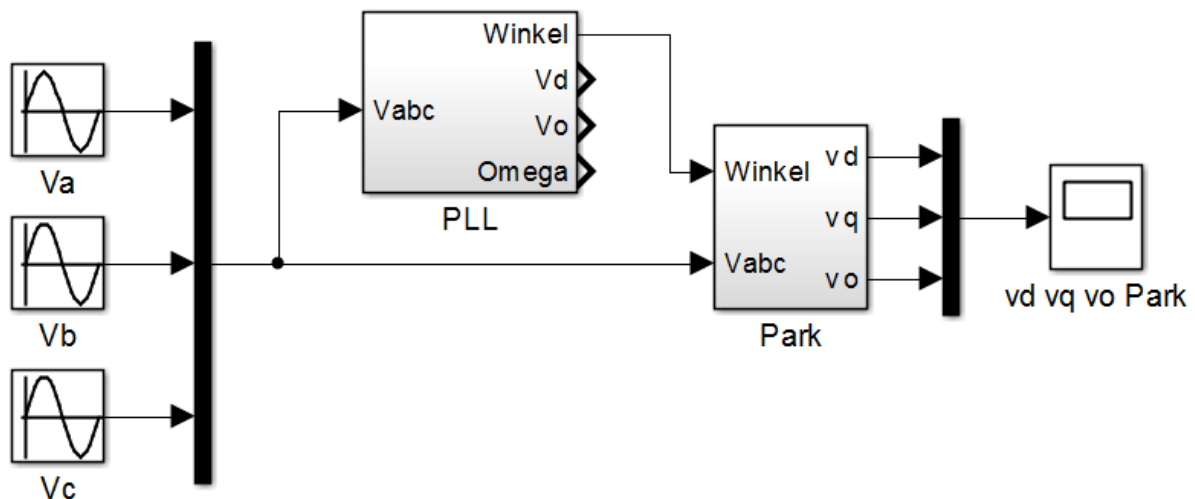 Va
Vb
Vc
Vabc
Winkel
Vd
Vo
Omega
PLL
Winkel
Vabc
vd
vq
vo
Park
vd vq vo Park